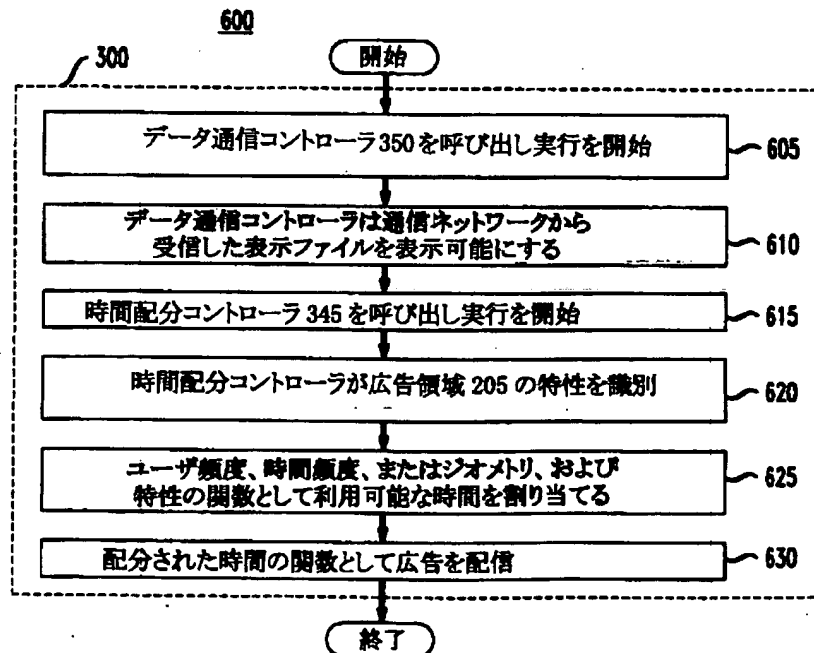 600
300
開始
データ通信コントローラ350を呼び出し実行を開始
605
データ通信コントローラは通信ネットワークから
受信した表示ファイルを表示可能にする
610
時間配分コントローラ345を呼び出し実行を開始
615
時間配分コントローラが広告領域205の特性を識別
620
ユーザ頻度、時間頻度、またはジオメトリ、および
特性の関数として利用可能な時間を割り当てる
625
配分された時間の関数として広告を配信
630
終了